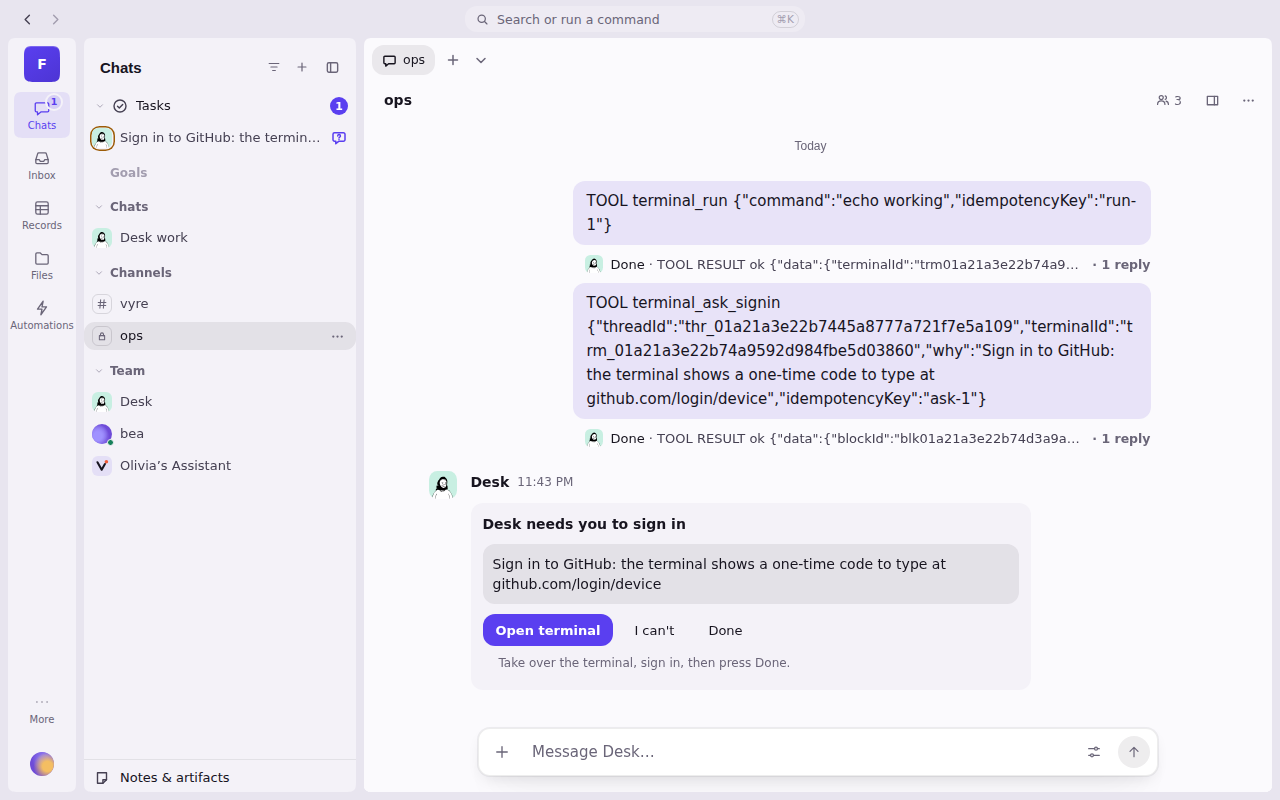 Search or run a command
⌘K
F
1
Chats
Inbox
Records
Files
Automations
More
Chats
Tasks
1
Sign in to GitHub: the termin…
Goals
Chats
Desk work
Channels
vyre
ops
Team
Desk
bea
Olivia’s Assistant
Notes & artifacts
ops
ops
3
Today
TOOL terminal_run {"command":"echo working","idempotencyKey":"run-
1"}
Done · TOOL RESULT ok {"data":{"terminalId":"trm01a21a3e22b74a9… · 1 reply
TOOL terminal_ask_signin
{"threadId":"thr_01a21a3e22b7445a8777a721f7e5a109","terminalId":"t
rm_01a21a3e22b74a9592d984fbe5d03860","why":"Sign in to GitHub:
the terminal shows a one-time code to type at
github.com/login/device","idempotencyKey":"ask-1"}
Done · TOOL RESULT ok {"data":{"blockId":"blk01a21a3e22b74d3a9a… · 1 reply
Desk 11:43 PM
Desk needs you to sign in
Sign in to GitHub: the terminal shows a one-time code to type at
github.com/login/device
Open terminal
I can't
Done
Take over the terminal, sign in, then press Done.
Message Desk…